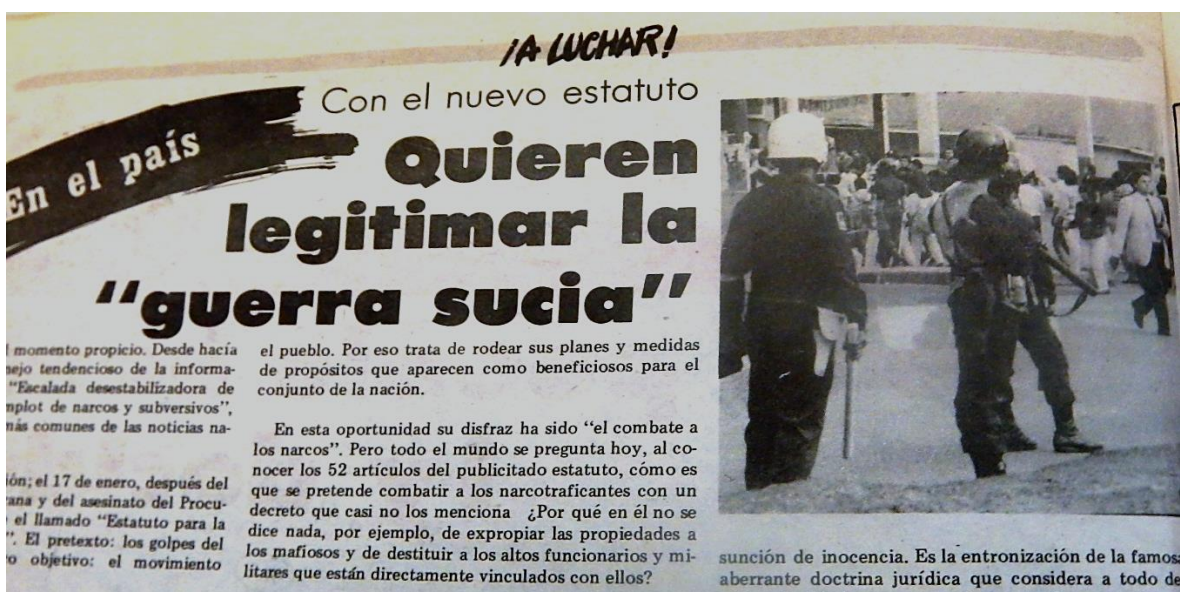 ¡A LUCHAR!
En el país
Con el nuevo estatuto
Quieren
legitimar la
“guerra sucia”
momento propicio. Desde hacía
nejo tendencioso de la informa-
“Escalada desestabilizadora de
mplot de narcos y subversivos”,
más comunes de las noticias na-
ión; el 17 de enero, después del
ana y del asesinato del Procu-
el llamado “Estatuto para la
”. El pretexto: los golpes del
o objetivo: el movimiento
el pueblo. Por eso trata de rodear sus planes y medidas
de propósitos que aparecen como beneficiosos para el
conjunto de la nación.
En esta oportunidad su disfraz ha sido “el combate a
los narcos”. Pero todo el mundo se pregunta hoy, al co-
nocer los 52 artículos del publicitado estatuto, cómo es
que se pretende combatir a los narcotraficantes con un
decreto que casi no los menciona ¿Por qué en él no se
dice nada, por ejemplo, de expropiar las propiedades a
los mafiosos y de destituir a los altos funcionarios y mi-
litares que están directamente vinculados con ellos?
sunción de inocencia. Es la entronización de la famosa
aberrante doctrina jurídica que considera a todo de